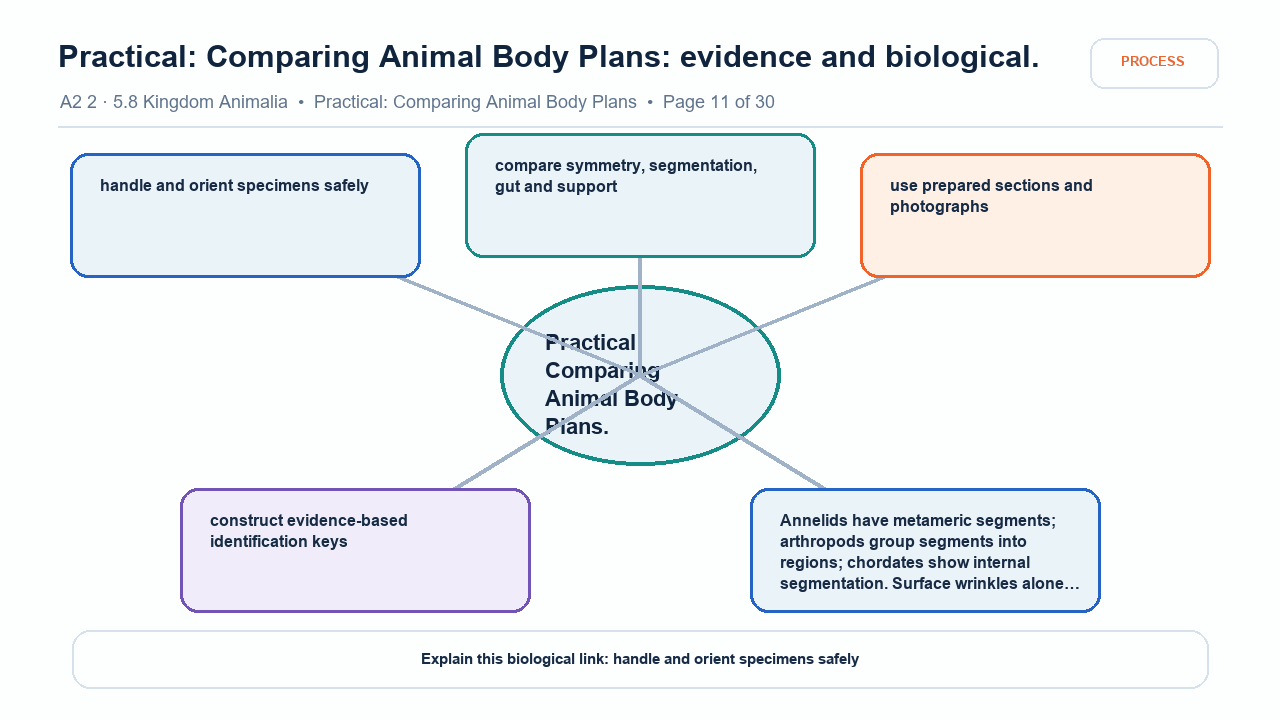 Practical: Comparing Animal Body Plans: evidence and biological.
PROCESS
A2 2 · 5.8 Kingdom Animalia • Practical: Comparing Animal Body Plans • Page 11 of 30
handle and orient specimens safely
compare symmetry, segmentation,
gut and support
use prepared sections and
photographs
Practical
Comparing
Animal Body
Plans.
construct evidence-based
identification keys
Annelids have metameric segments;
arthropods group segments into
regions; chordates show internal
segmentation. Surface wrinkles alone…
Explain this biological link: handle and orient specimens safely